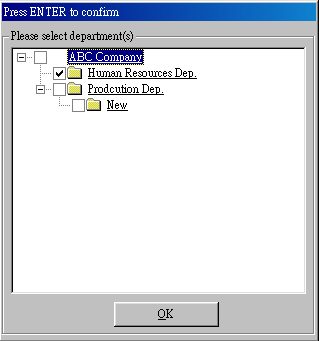 Press ENTER to confirm
Please select department(s)
ABC Company
Human Resources Dep.
Prodcution Dep.
New
OK